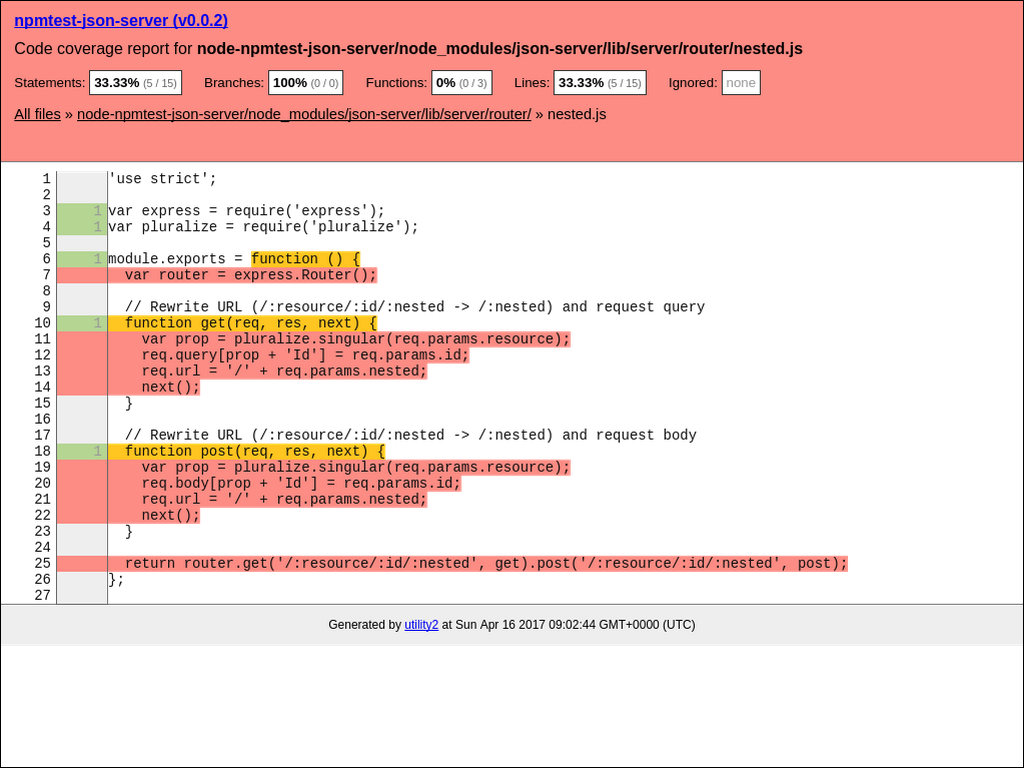 npmtest-json-server (v0.0.2)
Code coverage report for node-npmtest-json-server/node_modules/json-server/lib/server/router/nested.js
Statements: 33.33% (5 / 15) Branches: 100% (0 / 0) Functions: 0% (0 / 3) Lines: 33.33% (5 / 15) Ignored: none
All files » node-npmtest-json-server/node_modules/json-server/lib/server/router/ » nested.js
1 'use strict';
2
3 1 var express = require('express');
4 1 var pluralize = require('pluralize');
5
6 1 module.exports = function () {
7   var router = express.Router();
8
9   // Rewrite URL (/:resource/:id/:nested -> /:nested) and request query
10 1   function get(req, res, next) {
11     var prop = pluralize.singular(req.params.resource);
12     req.query[prop + 'Id'] = req.params.id;
13     req.url = '/' + req.params.nested;
14     next();
15   }
16
17   // Rewrite URL (/:resource/:id/:nested -> /:nested) and request body
18 1   function post(req, res, next) {
19     var prop = pluralize.singular(req.params.resource);
20     req.body[prop + 'Id'] = req.params.id;
21     req.url = '/' + req.params.nested;
22     next();
23   }
24
25   return router.get('/:resource/:id/:nested', get).post('/:resource/:id/:nested', post);
26 };
27
Generated by utility2 at Sun Apr 16 2017 09:02:44 GMT+0000 (UTC)